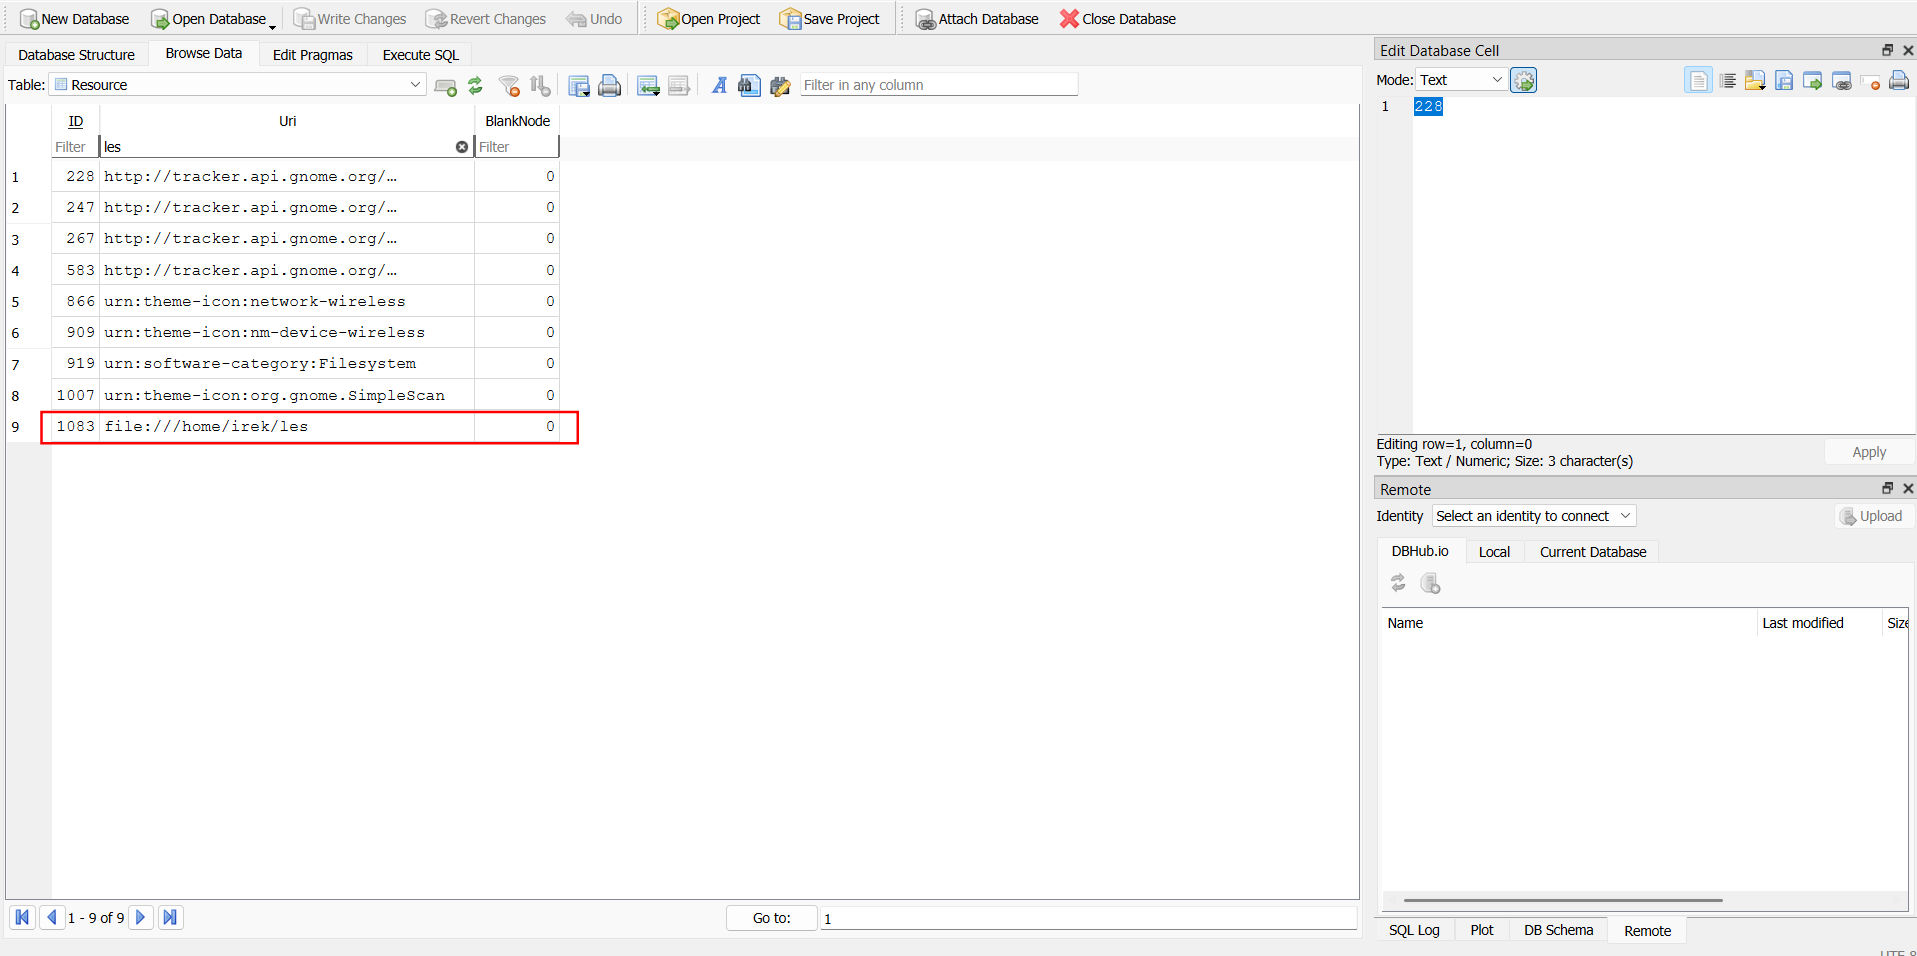 New Database Open Database Write Changes Revert Changes Undo Open Project Save Project Attach Database Close Database
Database Structure Browse Data Edit Pragmas Execute SQL
Table: Resource Filter in any column
ID Uri BlankNode
Filter les Filter
1 228 http://tracker.api.gnome.org/… 0
2 247 http://tracker.api.gnome.org/… 0
3 267 http://tracker.api.gnome.org/… 0
4 583 http://tracker.api.gnome.org/… 0
5 866 urn:theme-icon:network-wireless 0
6 909 urn:theme-icon:nm-device-wireless 0
7 919 urn:software-category:Filesystem 0
8 1007 urn:theme-icon:org.gnome.SimpleScan 0
9 1083 file:///home/irek/les 0
1 - 9 of 9 Go to: 1
Edit Database Cell
Mode: Text
1 228
Editing row=1, column=0
Type: Text / Numeric; Size: 3 character(s)
Apply
Remote
Identity Select an identity to connect Upload
DBHub.io Local Current Database
Name Last modified Size
SQL Log Plot DB Schema Remote